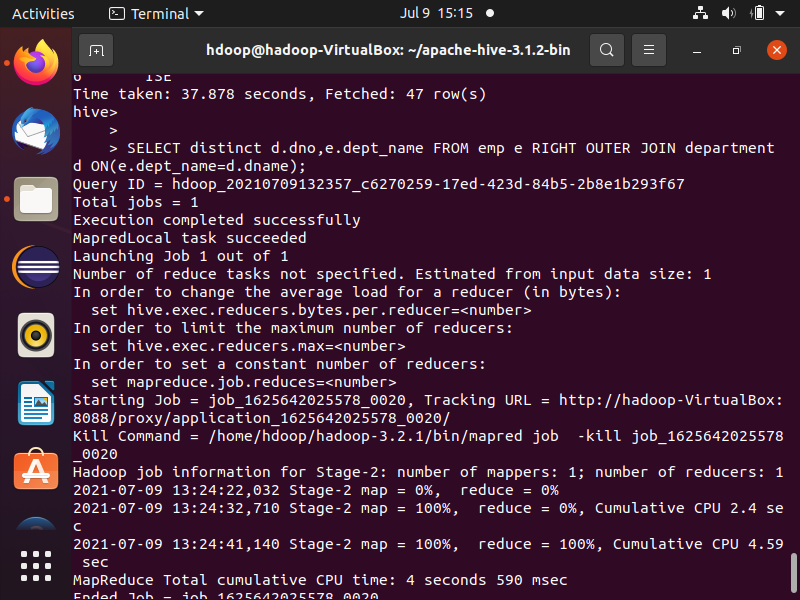 Activities
Terminal
Jul 9 15:15
hdoop@hadoop-VirtualBox: ~/apache-hive-3.1.2-bin
6       ISE
Time taken: 37.878 seconds, Fetched: 47 row(s)
hive>
    >
    > SELECT distinct d.dno,e.dept_name FROM emp e RIGHT OUTER JOIN department
d ON(e.dept_name=d.dname);
Query ID = hdoop_20210709132357_c6270259-17ed-423d-84b5-2b8e1b293f67
Total jobs = 1
Execution completed successfully
MapredLocal task succeeded
Launching Job 1 out of 1
Number of reduce tasks not specified. Estimated from input data size: 1
In order to change the average load for a reducer (in bytes):
  set hive.exec.reducers.bytes.per.reducer=<number>
In order to limit the maximum number of reducers:
  set hive.exec.reducers.max=<number>
In order to set a constant number of reducers:
  set mapreduce.job.reduces=<number>
Starting Job = job_1625642025578_0020, Tracking URL = http://hadoop-VirtualBox:
8088/proxy/application_1625642025578_0020/
Kill Command = /home/hdoop/hadoop-3.2.1/bin/mapred job  -kill job_1625642025578
_0020
Hadoop job information for Stage-2: number of mappers: 1; number of reducers: 1
2021-07-09 13:24:22,032 Stage-2 map = 0%,  reduce = 0%
2021-07-09 13:24:32,710 Stage-2 map = 100%,  reduce = 0%, Cumulative CPU 2.4 se
c
2021-07-09 13:24:41,140 Stage-2 map = 100%,  reduce = 100%, Cumulative CPU 4.59
 sec
MapReduce Total cumulative CPU time: 4 seconds 590 msec
Ended Job = job_1625642025578_0020